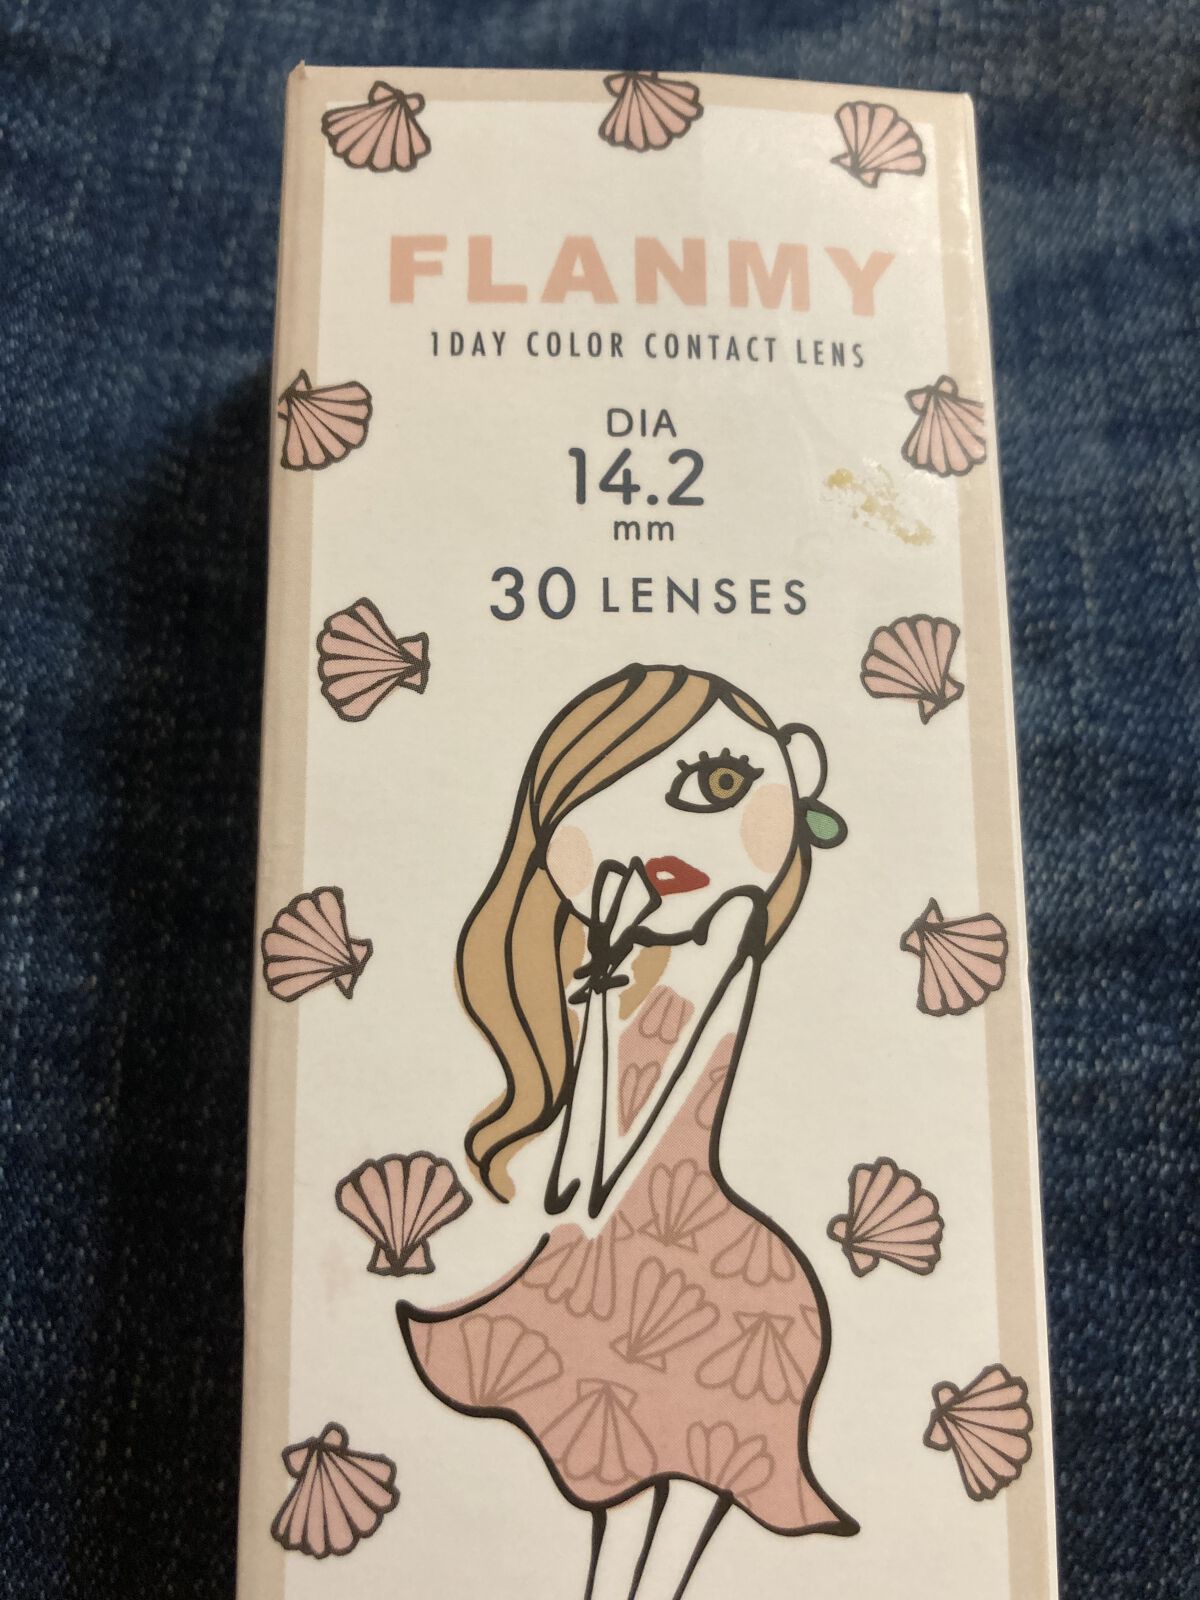 FLANMY
1DAY COLOR CONTACT LENS
DIA
14.2
mm
30 LENSES